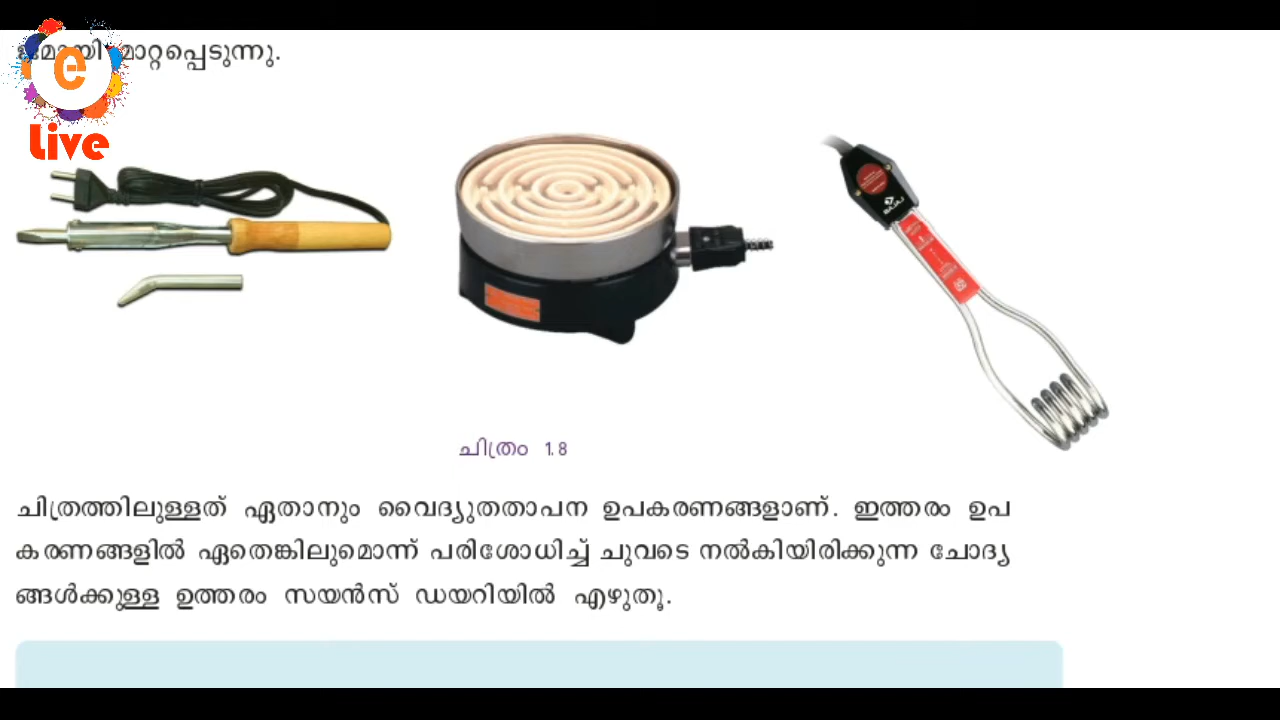 മാറ്റപ്പെടുന്നു.
e
Live
BAJAJ
ചിത്രം 1.8
ചിത്രത്തിലുള്ളത് ഏതാനും വൈദ്യുതതാപന ഉപകരണങ്ങളാണ്. ഇത്തരം ഉപ
കരണങ്ങളിൽ ഏതെങ്കിലുമൊന്ന് പരിശോധിച്ച് ചുവടെ നൽകിയിരിക്കുന്ന ചോദ്യ
ങ്ങൾക്കുള്ള ഉത്തരം സയൻസ് ഡയറിയിൽ എഴുതൂ.